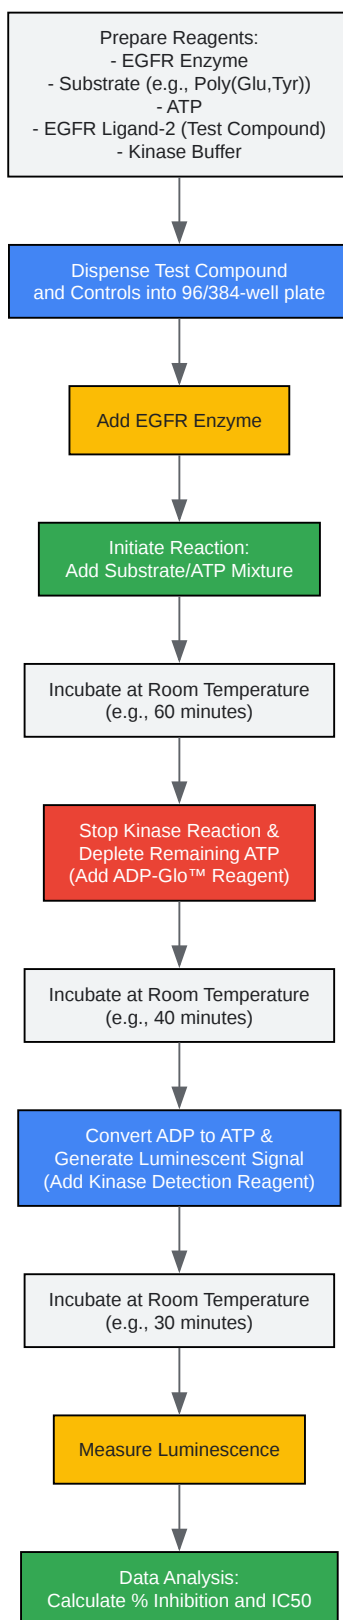 Prepare Reagents:
- EGFR Enzyme
- Substrate (e.g., Poly(Glu,Tyr))
- ATP
- EGFR Ligand-2 (Test Compound)
- Kinase Buffer
Dispense Test Compound
and Controls into 96/384-well plate
Add EGFR Enzyme
Initiate Reaction:
Add Substrate/ATP Mixture
Incubate at Room Temperature
(e.g., 60 minutes)
Stop Kinase Reaction &
Deplete Remaining ATP
(Add ADP-Glo™ Reagent)
Incubate at Room Temperature
(e.g., 40 minutes)
Convert ADP to ATP &
Generate Luminescent Signal
(Add Kinase Detection Reagent)
Incubate at Room Temperature
(e.g., 30 minutes)
Measure Luminescence
Data Analysis:
Calculate % Inhibition and IC50